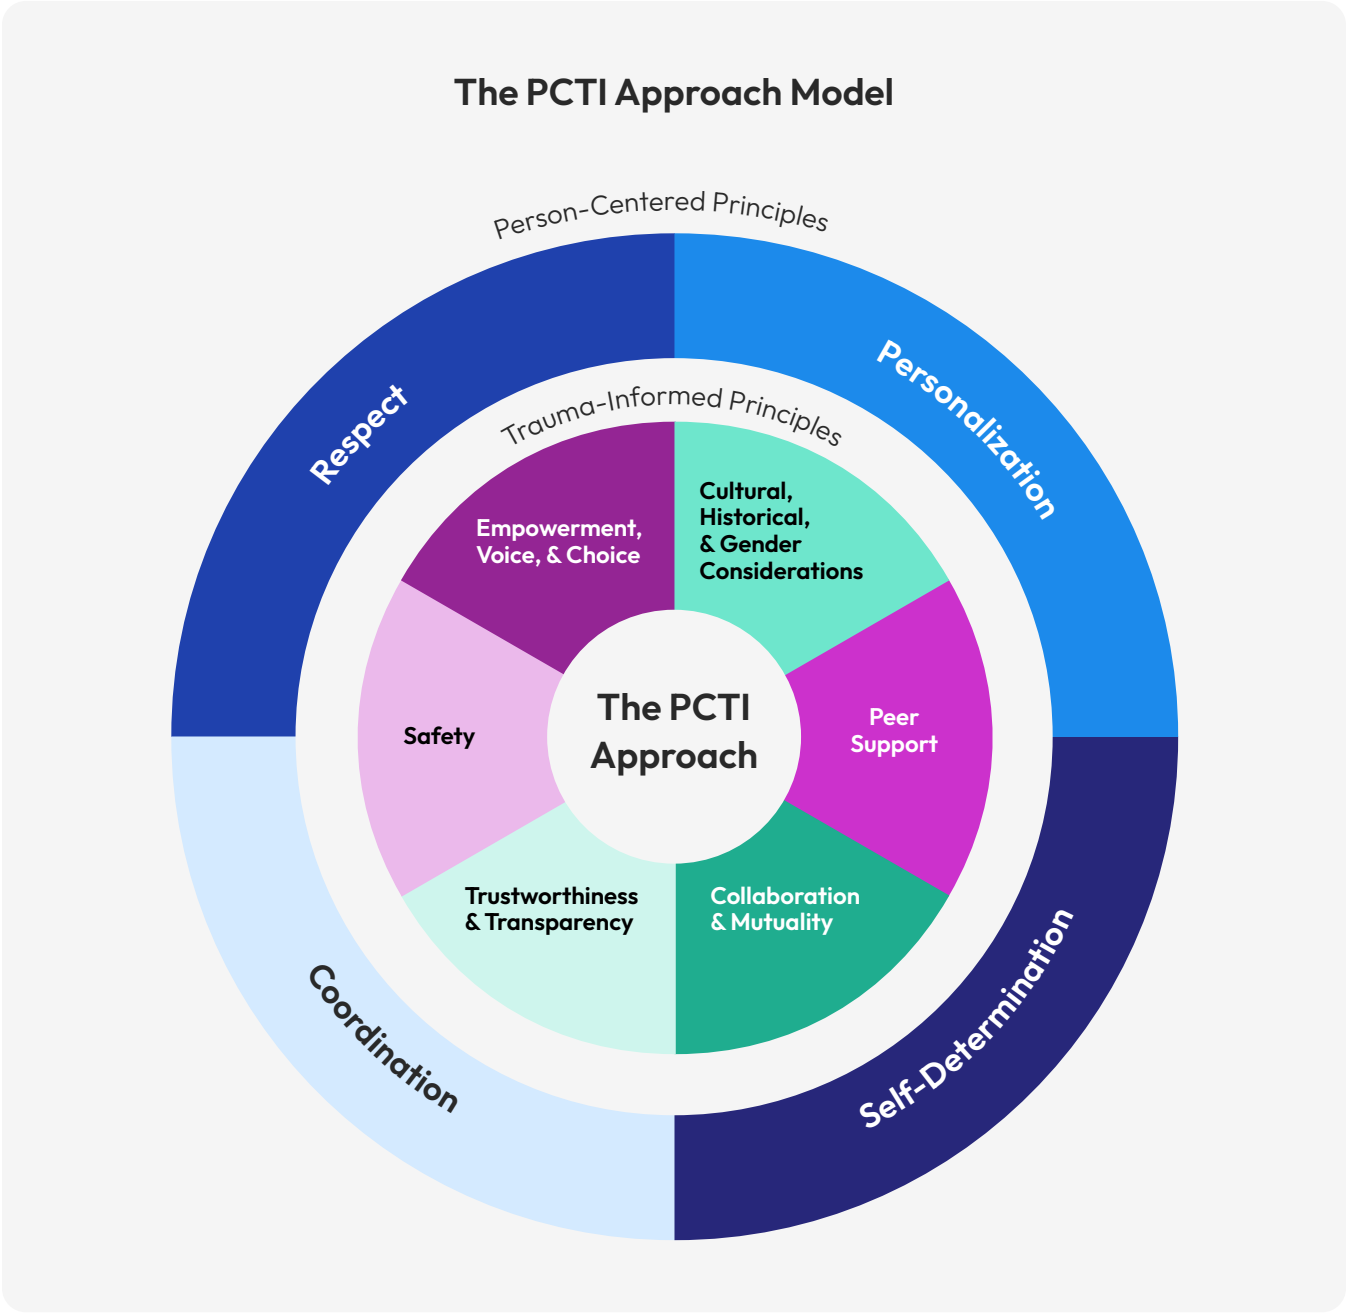 The PCTI Approach Model
Person-Centered Principles
Respect
Personalization
Trauma-Informed Principles
Empowerment,
Voice, & Choice
Cultural,
Historical,
& Gender
Considerations
Safety
The PCTI
Approach
Peer
Support
Trustworthiness
& Transparency
Collaboration
& Mutuality
Coordination
Self-Determination